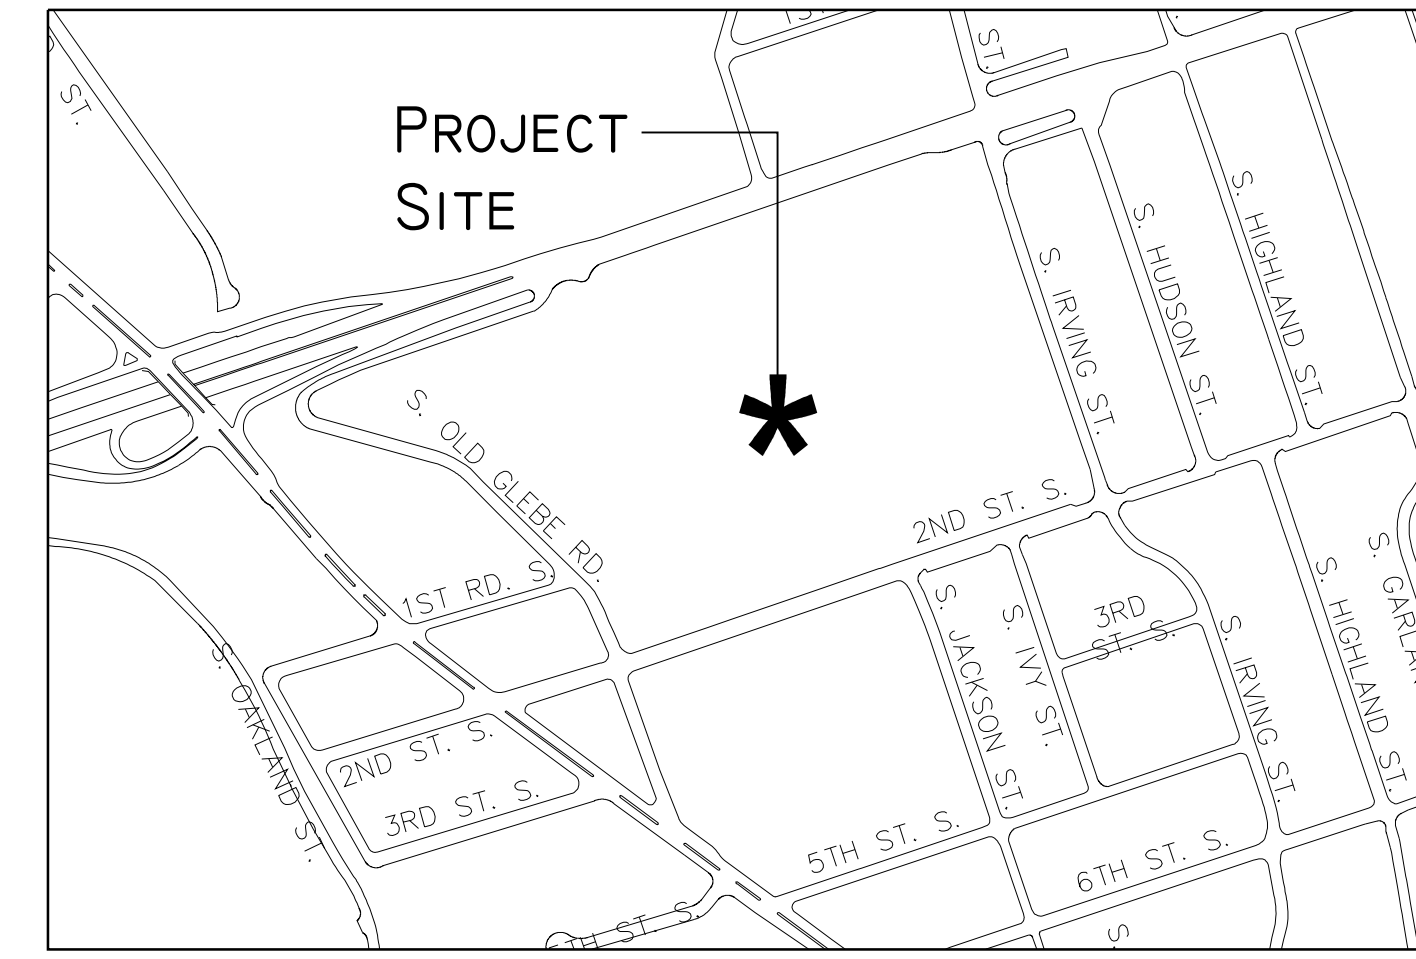 ST.
ST.
PROJECT
SITE
S. HIGHLAND ST.
S. HUDSON ST.
S. IRVING ST.
S. OLD GLEBE RD.
2ND ST. S.
1ST RD. S.
S. JACKSON ST.
S. IVY ST.
3RD
ST. S.
S. IRVING ST.
S. HIGHLAND ST.
S. OAKLAND ST.
2ND ST. S.
3RD ST. S.
5TH ST. S.
6TH ST. S.
ST. S.
S.